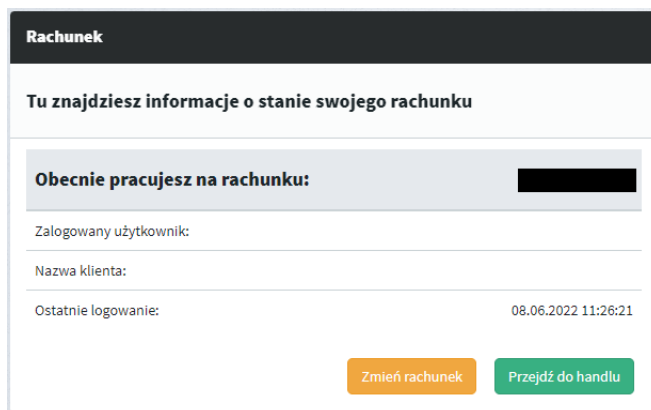 Rachunek
Tu znajdziesz informacje o stanie swojego rachunku
Obecnie pracujesz na rachunku:
Zalogowany użytkownik:
Nazwa klienta:
Ostatnie logowanie: 08.06.2022 11:26:21
Zmień rachunek Przejdź do handlu